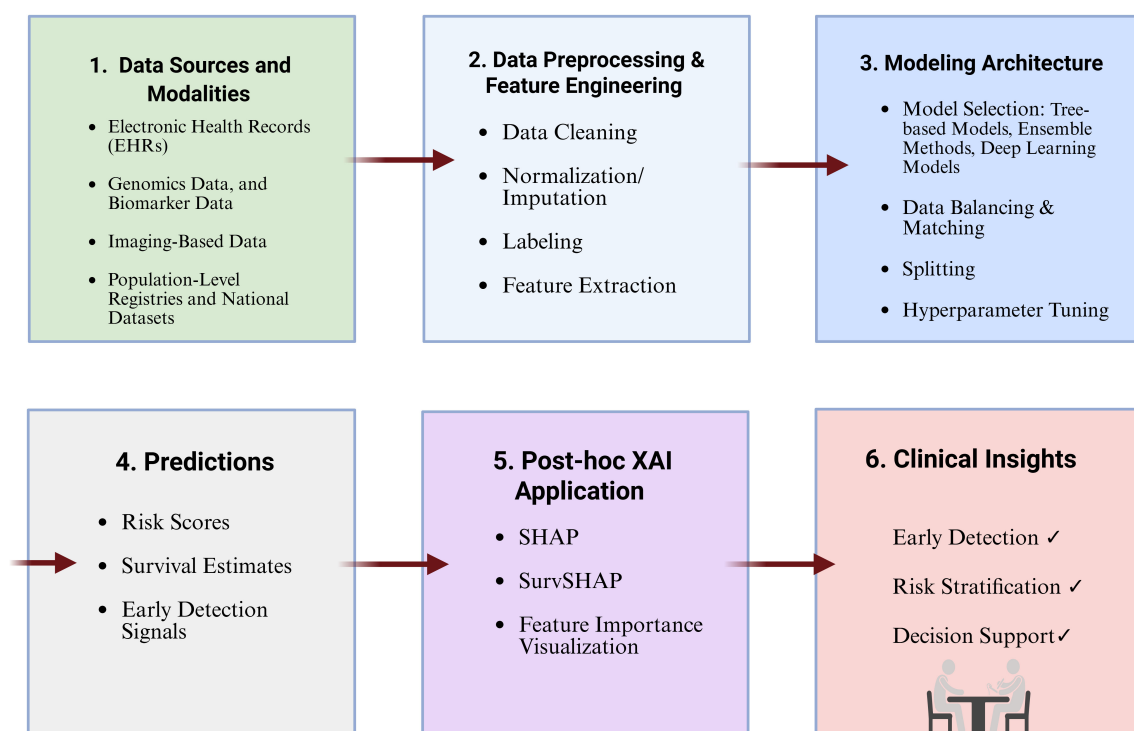 1. Data Sources and
Modalities
• Electronic Health Records
(EHRs)
• Genomics Data, and
Biomarker Data
• Imaging-Based Data
• Population-Level
Registries and National
Datasets
2. Data Preprocessing &
Feature Engineering
• Data Cleaning
• Normalization/
Imputation
• Labeling
• Feature Extraction
3. Modeling Architecture
• Model Selection: Tree-
based Models, Ensemble
Methods, Deep Learning
Models
• Data Balancing &
Matching
• Splitting
• Hyperparameter Tuning
4. Predictions
• Risk Scores
• Survival Estimates
• Early Detection
Signals
5. Post-hoc XAI
Application
• SHAP
• SurvSHAP
• Feature Importance
Visualization
6. Clinical Insights
Early Detection ✓
Risk Stratification ✓
Decision Support✓